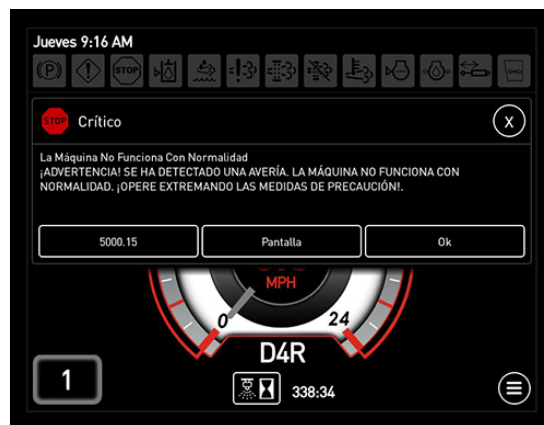 Jueves 9:16 AM
(P)
STOP
STOP Crítico X
La Máquina No Funciona Con Normalidad
¡ADVERTENCIA! SE HA DETECTADO UNA AVERÍA. LA MÁQUINA NO FUNCIONA CON
NORMALIDAD. ¡OPERE EXTREMANDO LAS MEDIDAS DE PRECAUCIÓN!.
5000.15 Pantalla Ok
MPH
0 24
D4R
1 338:34